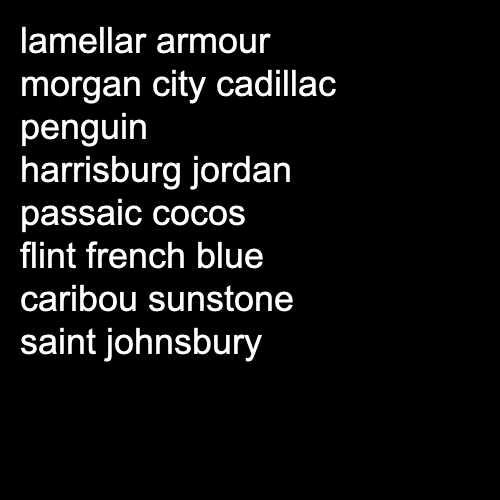 lamellar armour
morgan city cadillac
penguin
harrisburg jordan
passaic cocos
flint french blue
caribou sunstone
saint johnsbury